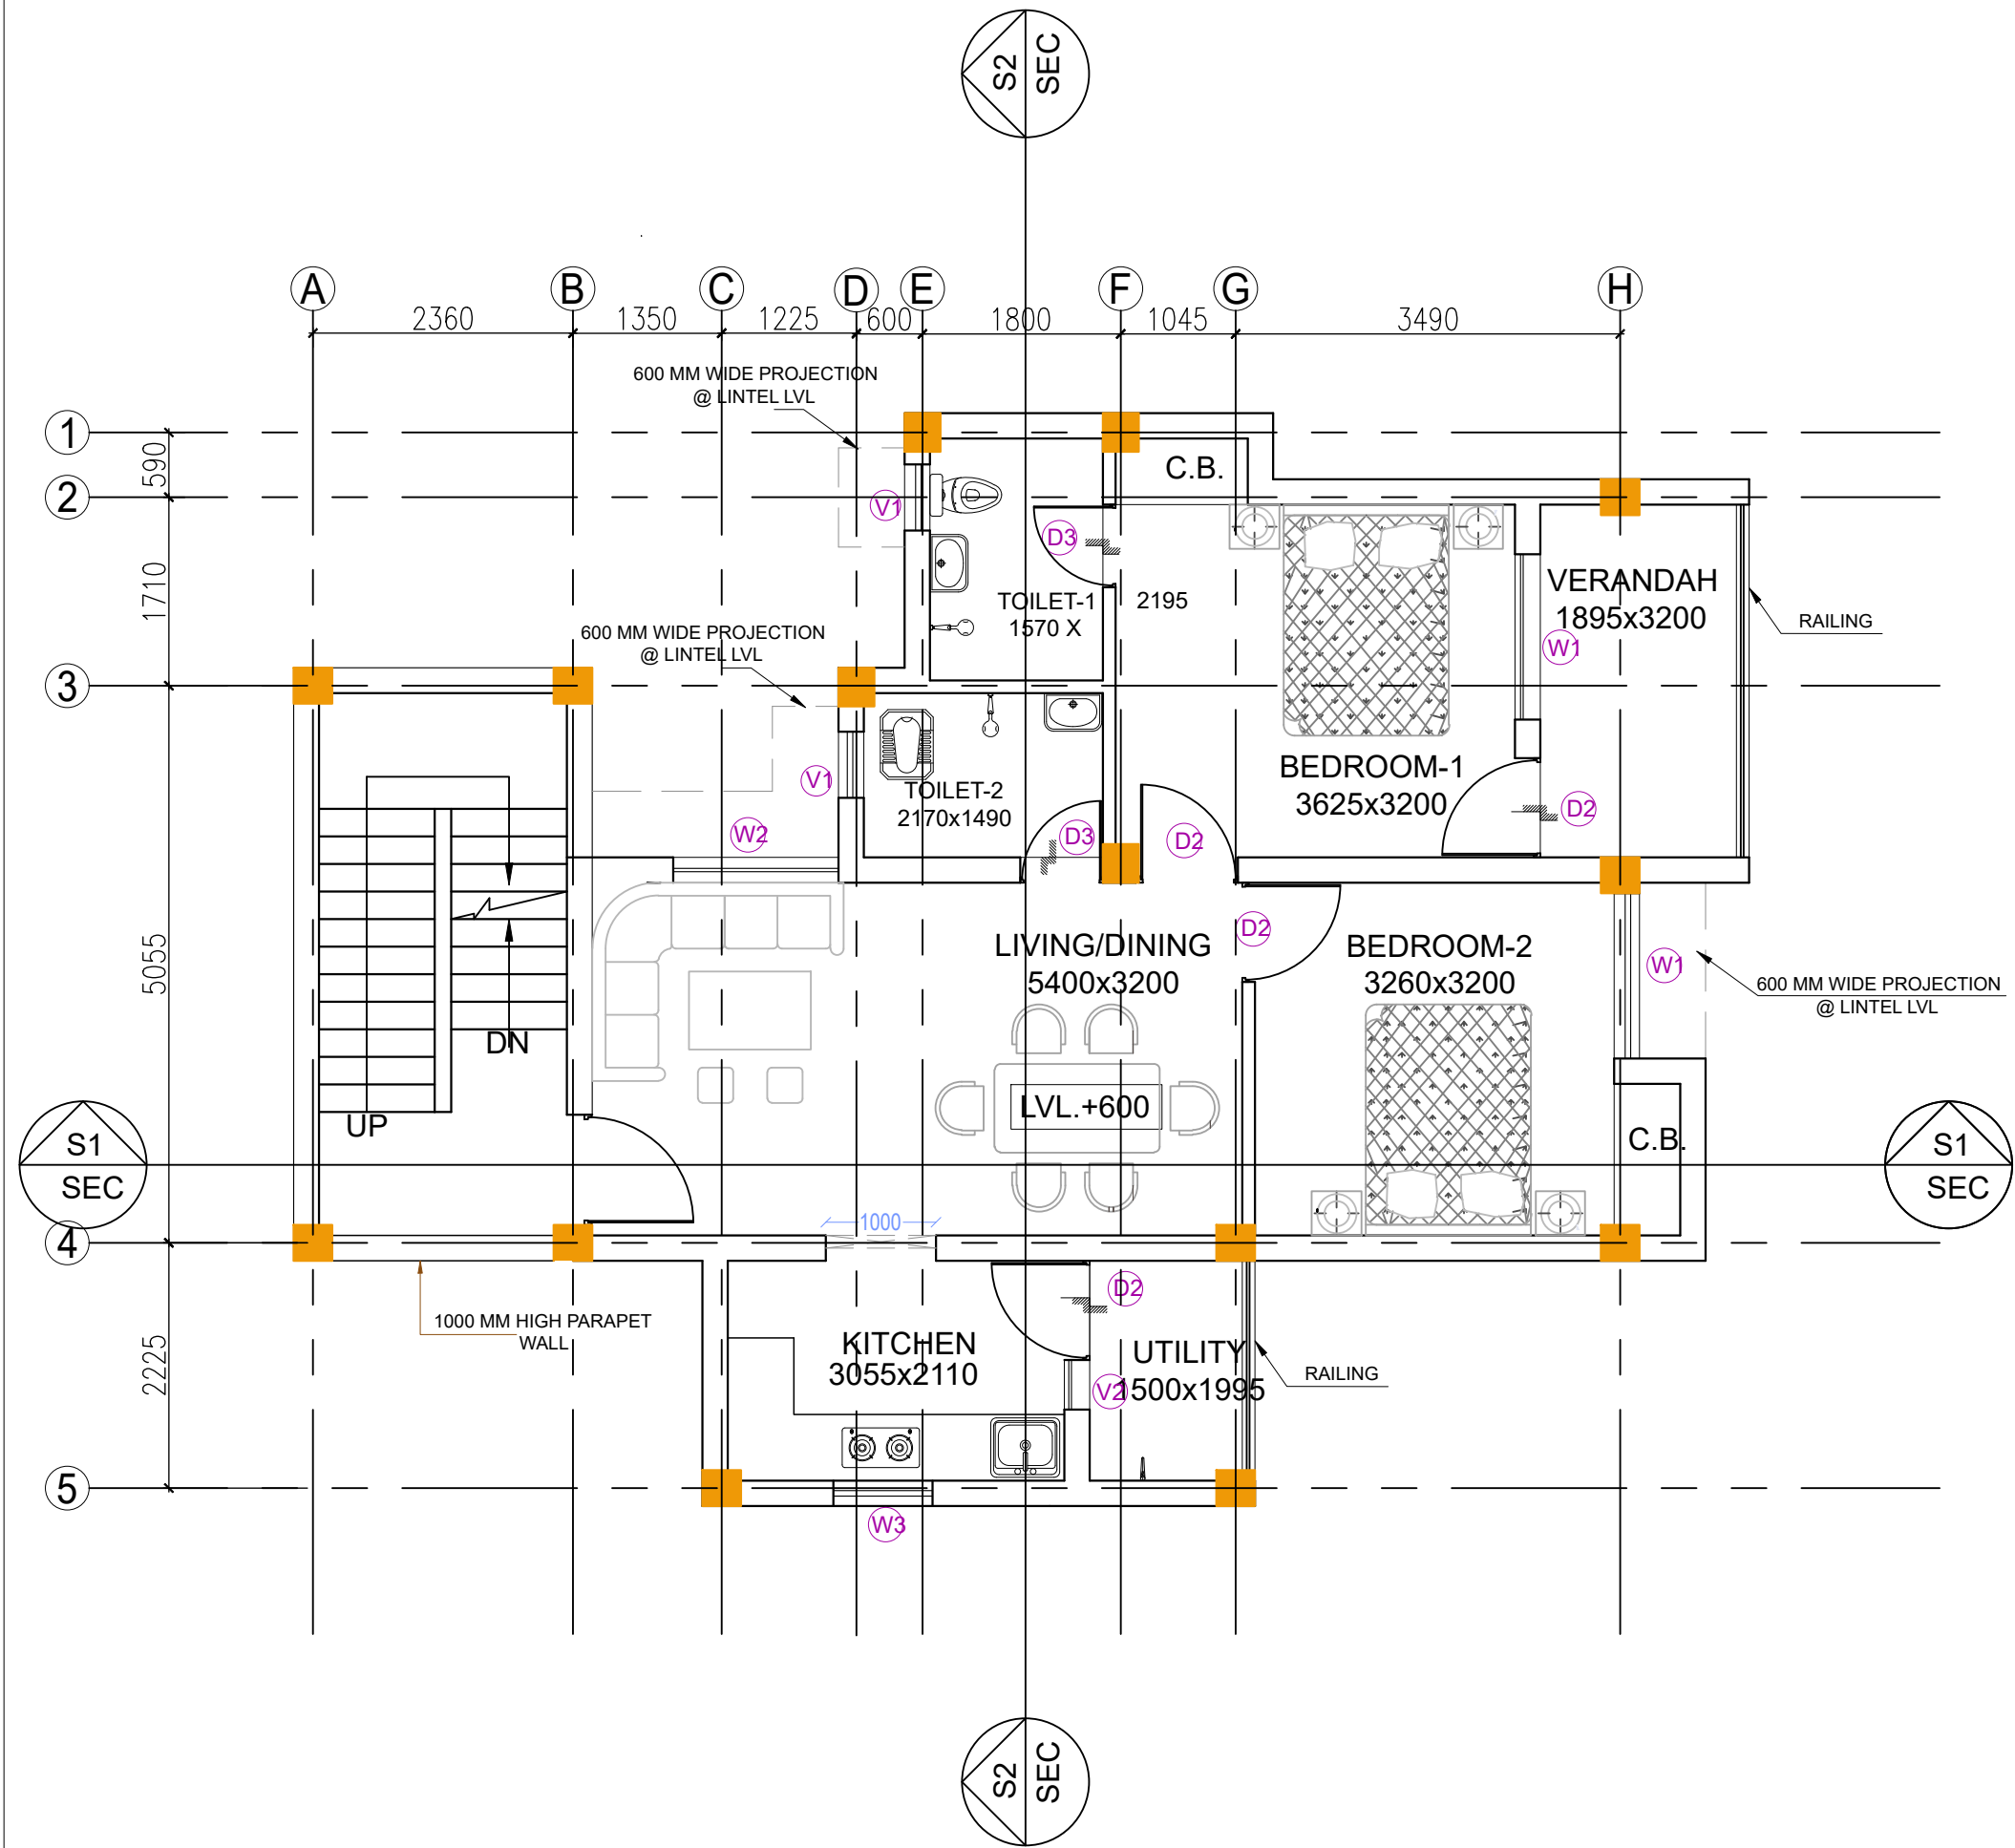 S2
SEC
A
B
C
D
E
F
G
H
2360
1350
1225
600
1800
1045
3490
600 MM WIDE PROJECTION
@ LINTEL LVL
1
590
2
1710
3
5055
4
2225
5
C.B.
V1
D3
TOILET-1
1570 X
2195
VERANDAH
1895x3200
W1
RAILING
600 MM WIDE PROJECTION
@ LINTEL LVL
BEDROOM-1
3625x3200
D2
V1
TOILET-2
2170x1490
W2
D3
D2
LIVING/DINING
5400x3200
D2
BEDROOM-2
3260x3200
W1
600 MM WIDE PROJECTION
@ LINTEL LVL
DN
UP
LVL.+600
C.B.
S1
SEC
S1
SEC
1000
1000 MM HIGH PARAPET
WALL
D2
KITCHEN
3055x2110
UTILITY
1500x1995
V2
RAILING
W3
S2
SEC